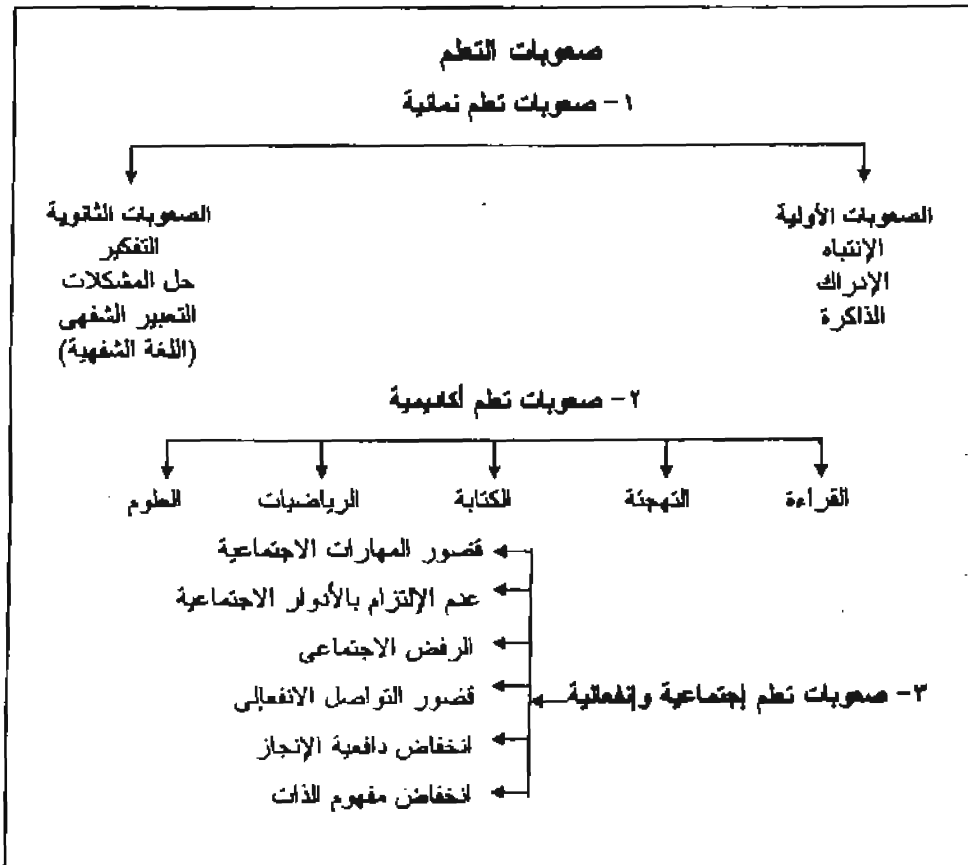 صعوبات التعلم
١- صعوبات تعلم نمائية
الصعوبات الأولية
الإنتباه
الإدراك
الذاكرة
الصعوبات الثانوية
التفكير
حل المشكلات
التعبير الشفهى
(اللغة الشفهية)
٢- صعوبات تعلم أكاديمية
القراءة
التهجئة
الكتابة
الرياضيات
العلوم
٣- صعوبات تعلم إجتماعية وإنفعالية
قصور المهارات الاجتماعية
عدم الإلتزام بالأدوار الاجتماعية
الرفض الاجتماعى
قصور التواصل الانفعالى
انخفاض دافعية الإنجاز
انخفاض مفهوم الذات